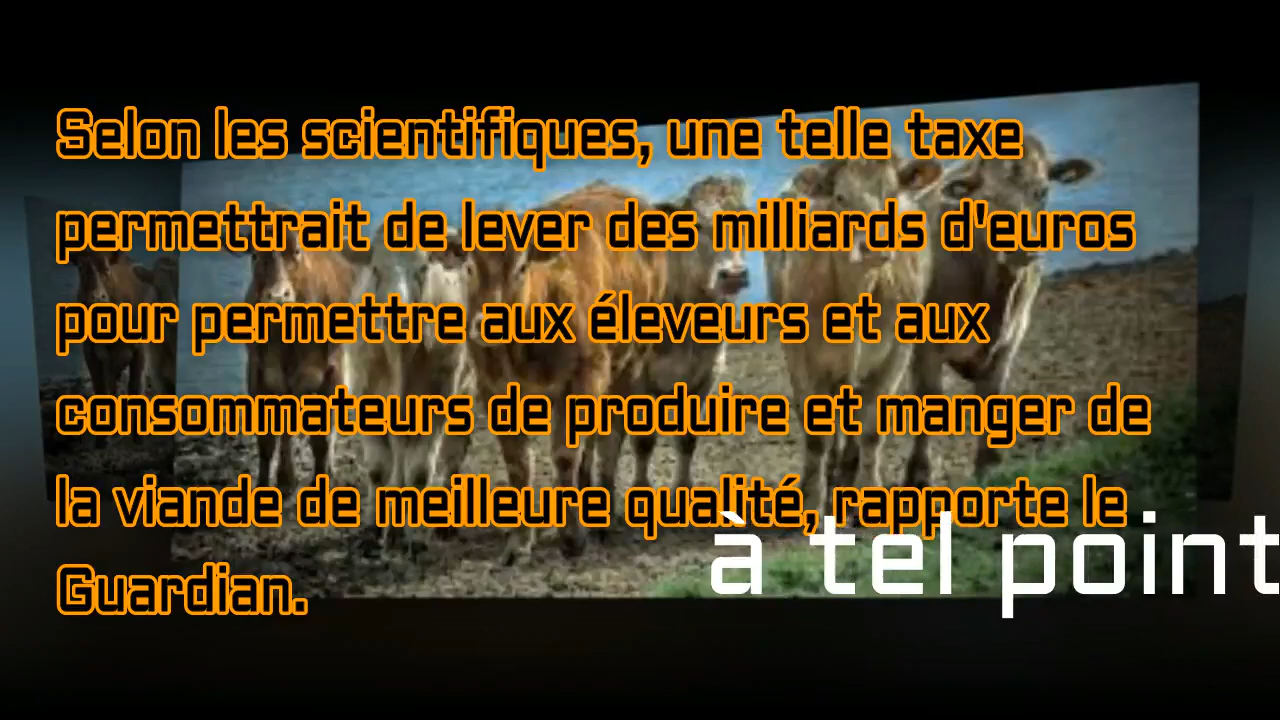 Selon les scientifiques, une telle taxe
permettrait de lever des milliards d'euros
pour permettre aux éleveurs et aux
consommateurs de produire et manger de
la viande de meilleure qualité, rapporte le
Guardian.
à tel point